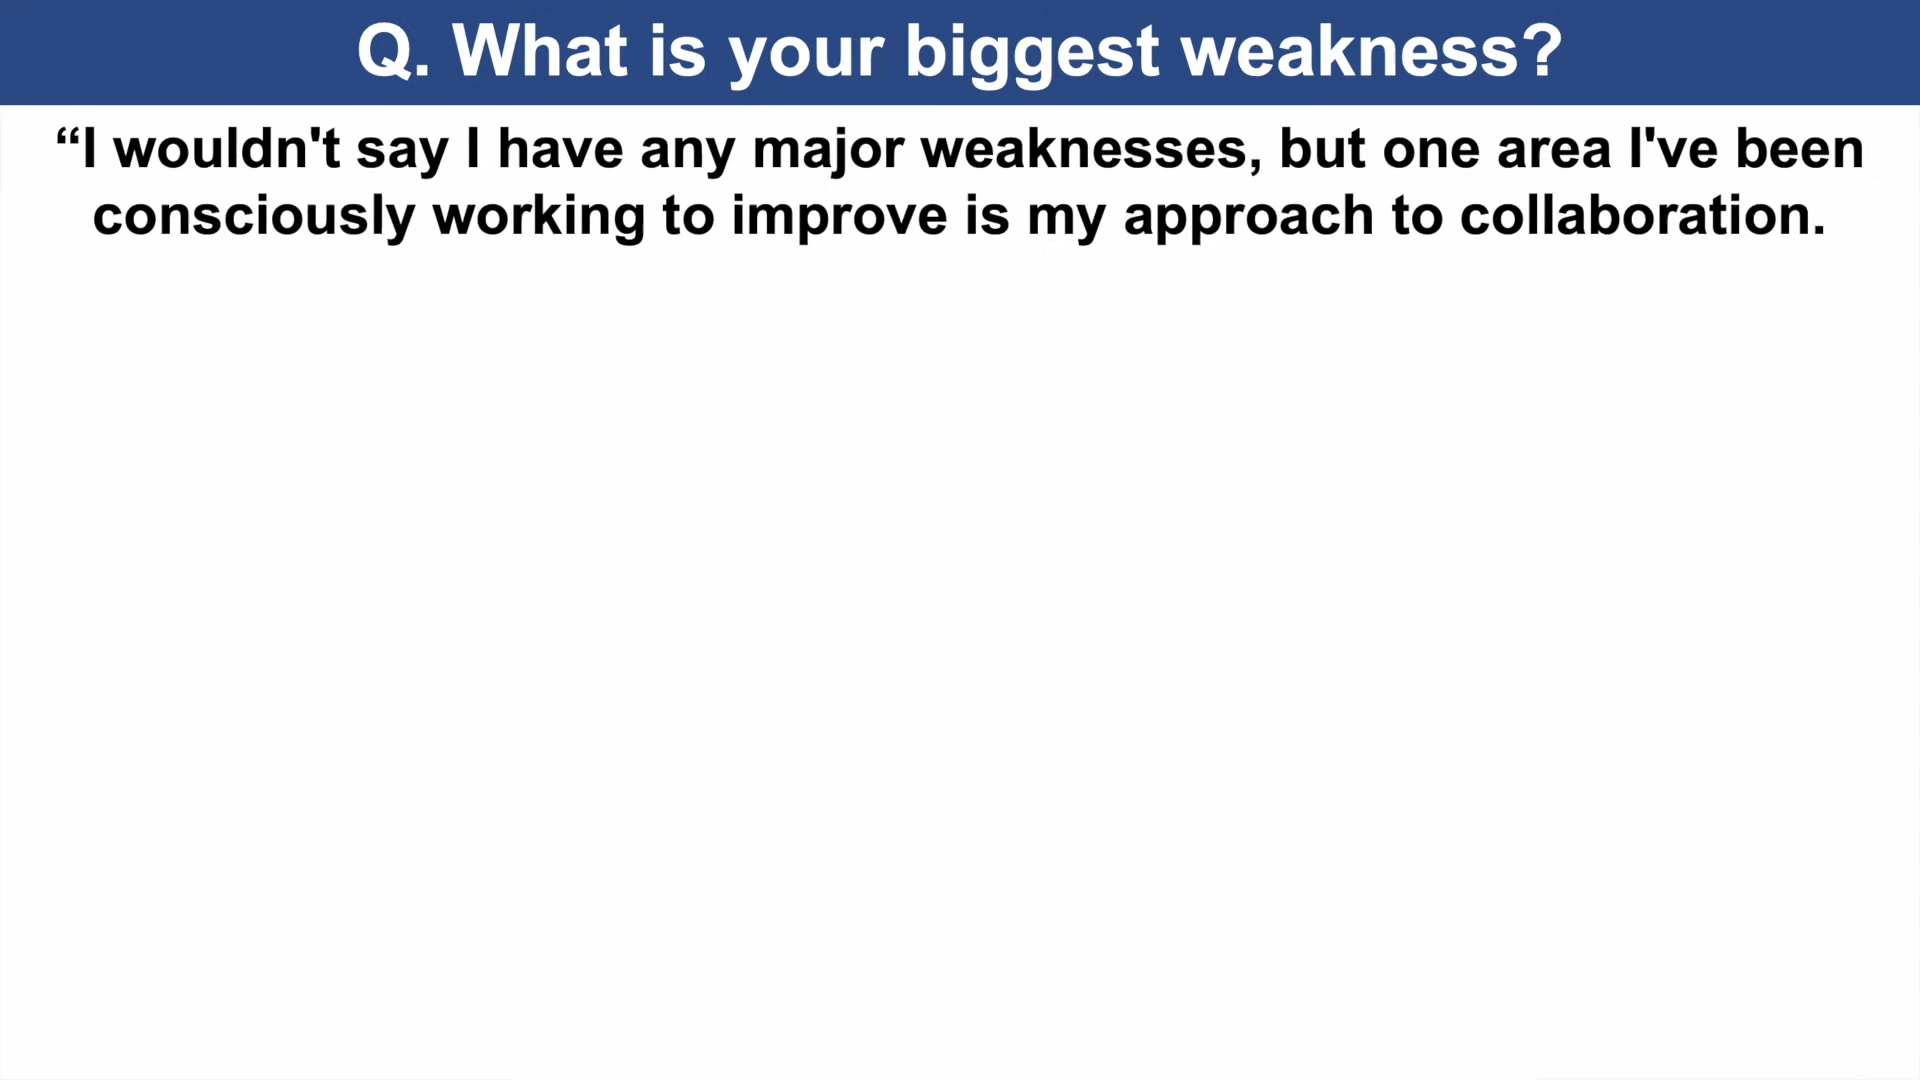 Q. What is your biggest weakness?
“I wouldn't say I have any major weaknesses, but one area I've been
consciously working to improve is my approach to collaboration.